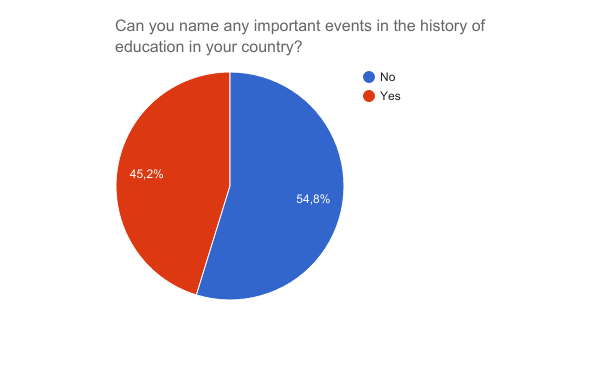 Can you name any important events in the history of
education in your country?
No
Yes
45,2%
54,8%